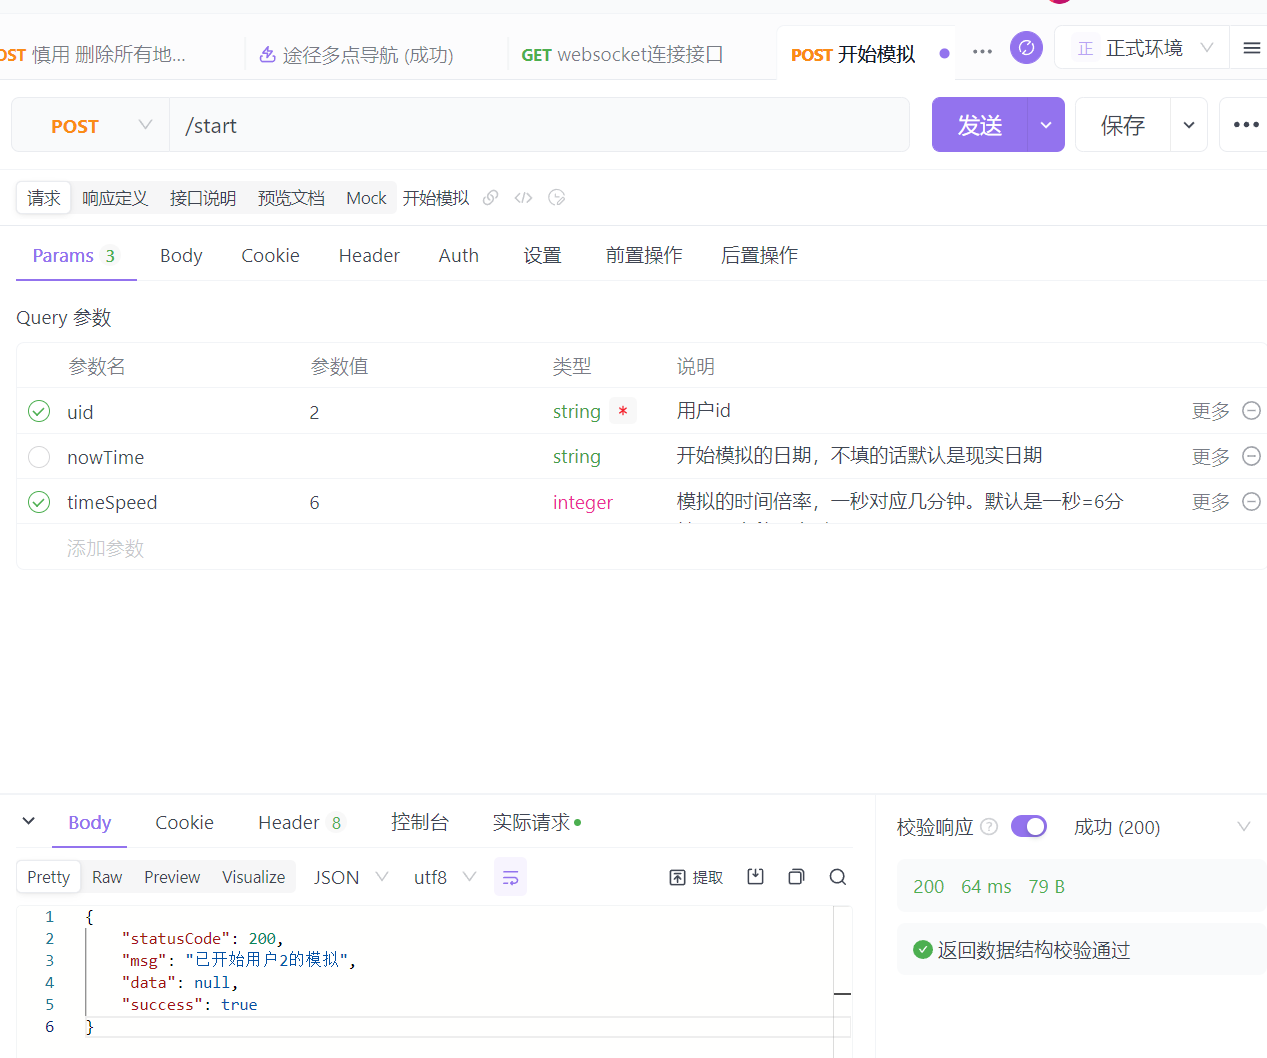 OST 慎用 删除所有地...
途径多点导航 (成功)
GET websocket连接接口
POST 开始模拟
正 正式环境
POST /start 发送 保存
请求 响应定义 接口说明 预览文档 Mock 开始模拟
Params 3 Body Cookie Header Auth 设置 前置操作 后置操作
Query 参数
参数名 参数值 类型 说明
uid 2 string * 用户id 更多
nowTime string 开始模拟的日期，不填的话默认是现实日期 更多
timeSpeed 6 integer 模拟的时间倍率，一秒对应几分钟。默认是一秒=6分 更多
添加参数
Body Cookie Header 8 控制台 实际请求
Pretty Raw Preview Visualize JSON utf8 提取
1 {
2 "statusCode": 200,
3 "msg": "已开始用户2的模拟",
4 "data": null,
5 "success": true
6 }
校验响应 ? 成功 (200)
200 64 ms 79 B
返回数据结构校验通过